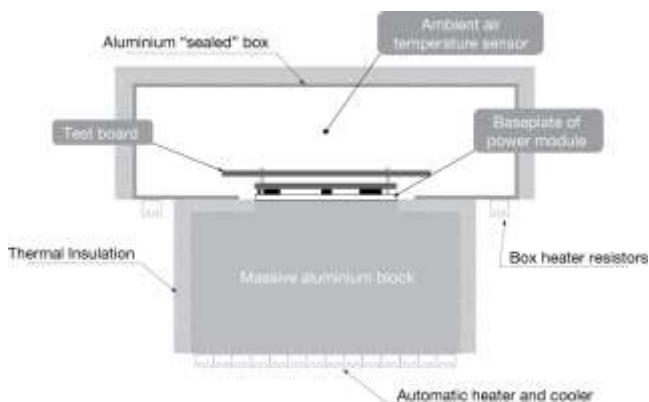 Ambient air
temperature sensor
Aluminium “sealed” box
Test board
Baseplate of
power module
Thermal Insulation
Massive aluminium block
Box heater resistors
Automatic heater and cooler